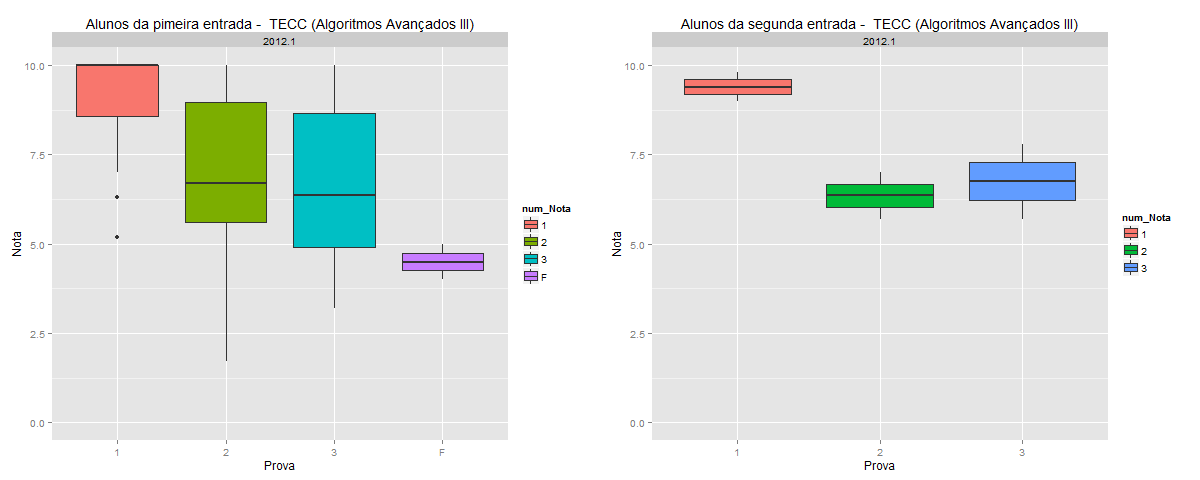 Alunos da pimeira entrada - TECC (Algoritmos Avançados III)
2012.1
10.0
7.5
5.0
2.5
0.0
Nota
1 2 3 F
Prova
num_Nota
1
2
3
F
Alunos da segunda entrada - TECC (Algoritmos Avançados III)
2012.1
10.0
7.5
5.0
2.5
0.0
Nota
1 2 3
Prova
num_Nota
1
2
3